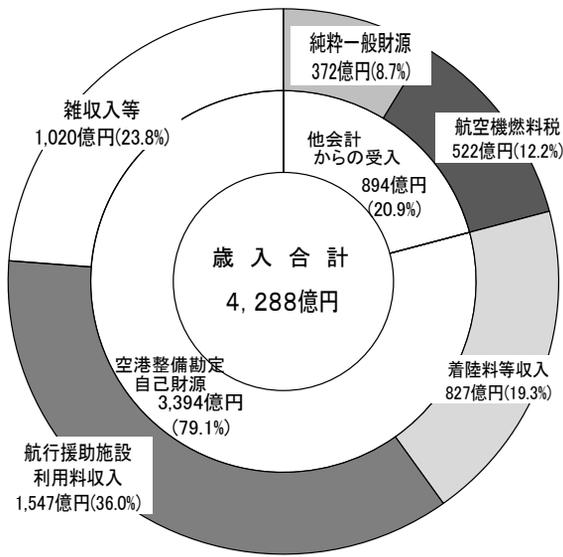 純粋一般財源
372億円(8.7%)
航空機燃料税
522億円(12.2%)
着陸料等収入
827億円(19.3%)
航行援助施設
利用料収入
1,547億円(36.0%)
雑収入等
1,020億円(23.8%)
他会計
からの受入
894億円
(20.9%)
空港整備勘定
自己財源
3,394億円
(79.1%)
歳入合計
4,288億円